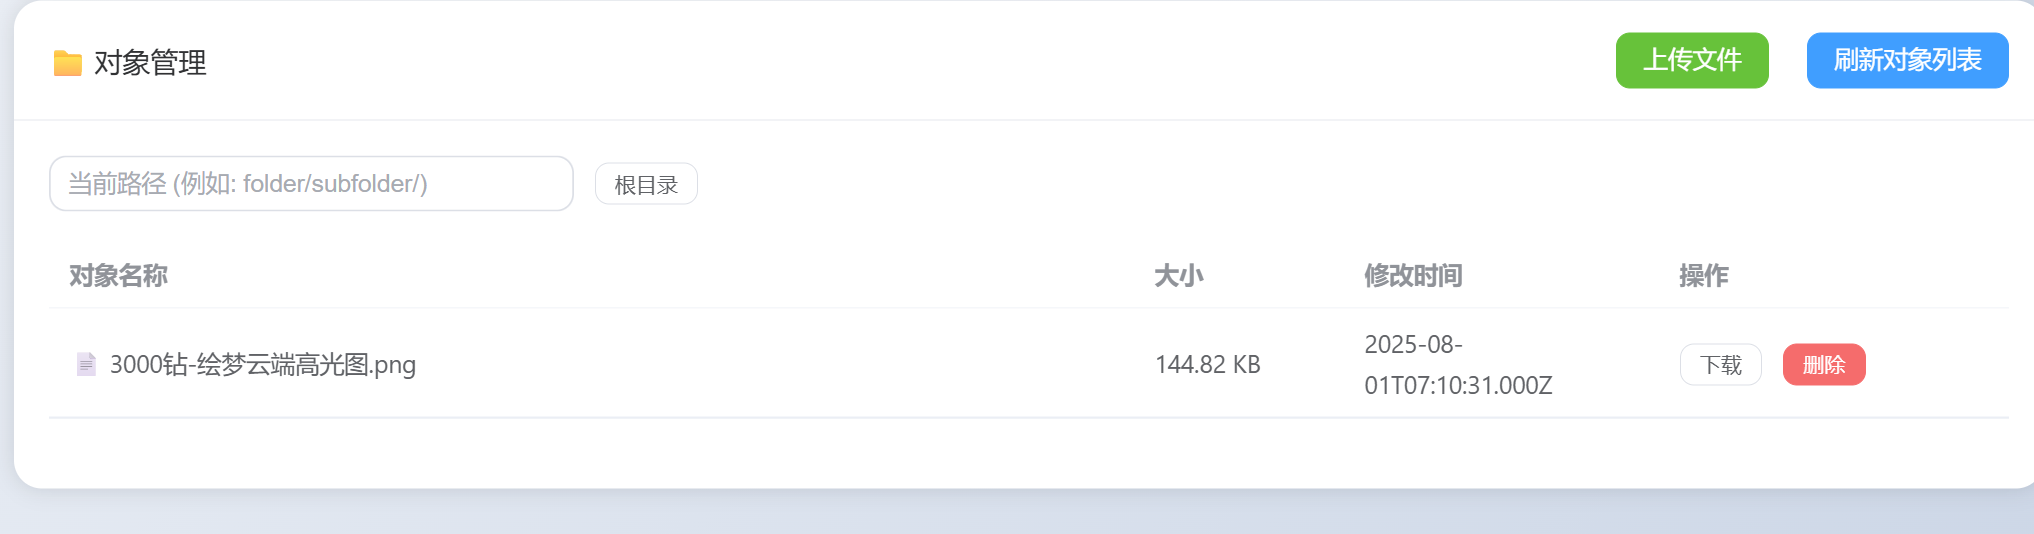 对象管理
上传文件
刷新对象列表
当前路径 (例如: folder/subfolder/)
根目录
对象名称
大小
修改时间
操作
3000钻-绘梦云端高光图.png
144.82 KB
2025-08-
01T07:10:31.000Z
下载
删除